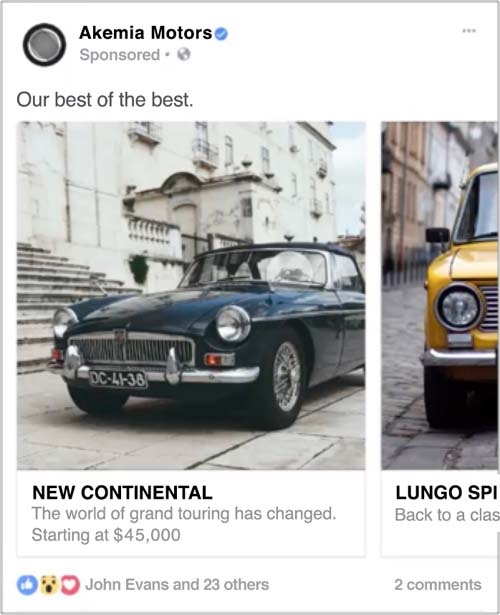 Akemia Motors
Sponsored
Our best of the best.
DC-41-38
NEW CONTINENTAL
The world of grand touring has changed.
Starting at $45,000
LUNGO SPI
Back to a clas
John Evans and 23 others
2 comments